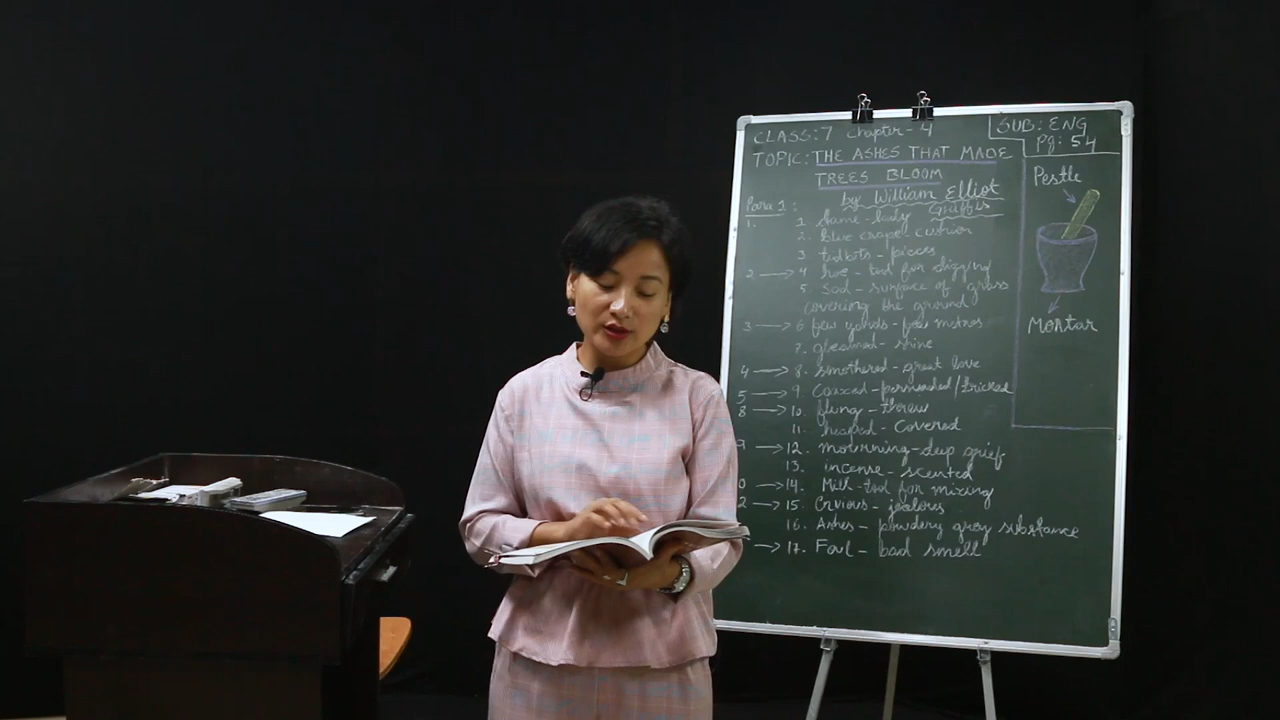 CLASS: 7 Chapter - 4
SUB: ENG
Pg: 54
TOPIC: THE ASHES THAT MADE
TREES BLOOM
by William Elliot
Griffis
Para 1:
1. 1. dame - lady
2. blue crape cushion
3. tidbits - pieces
2 → 4. hoe - tool for digging
5. Sod - surface of grass
covering the ground
3 → 6. few yards - few metres
7. gleamed - shine
4 → 8. smothered - great love
5 → 9. Coaxed - persuaded/tricked
8 → 10. flung - threw
11. heaped - Covered
9 → 12. mourning - deep grief
13. incense - scented
0 → 14. Mill - tool for mixing
2 → 15. Envious - jealous
16. Ashes - powdery grey substance
→ 17. Foul - bad smell
Pestle
Mortar